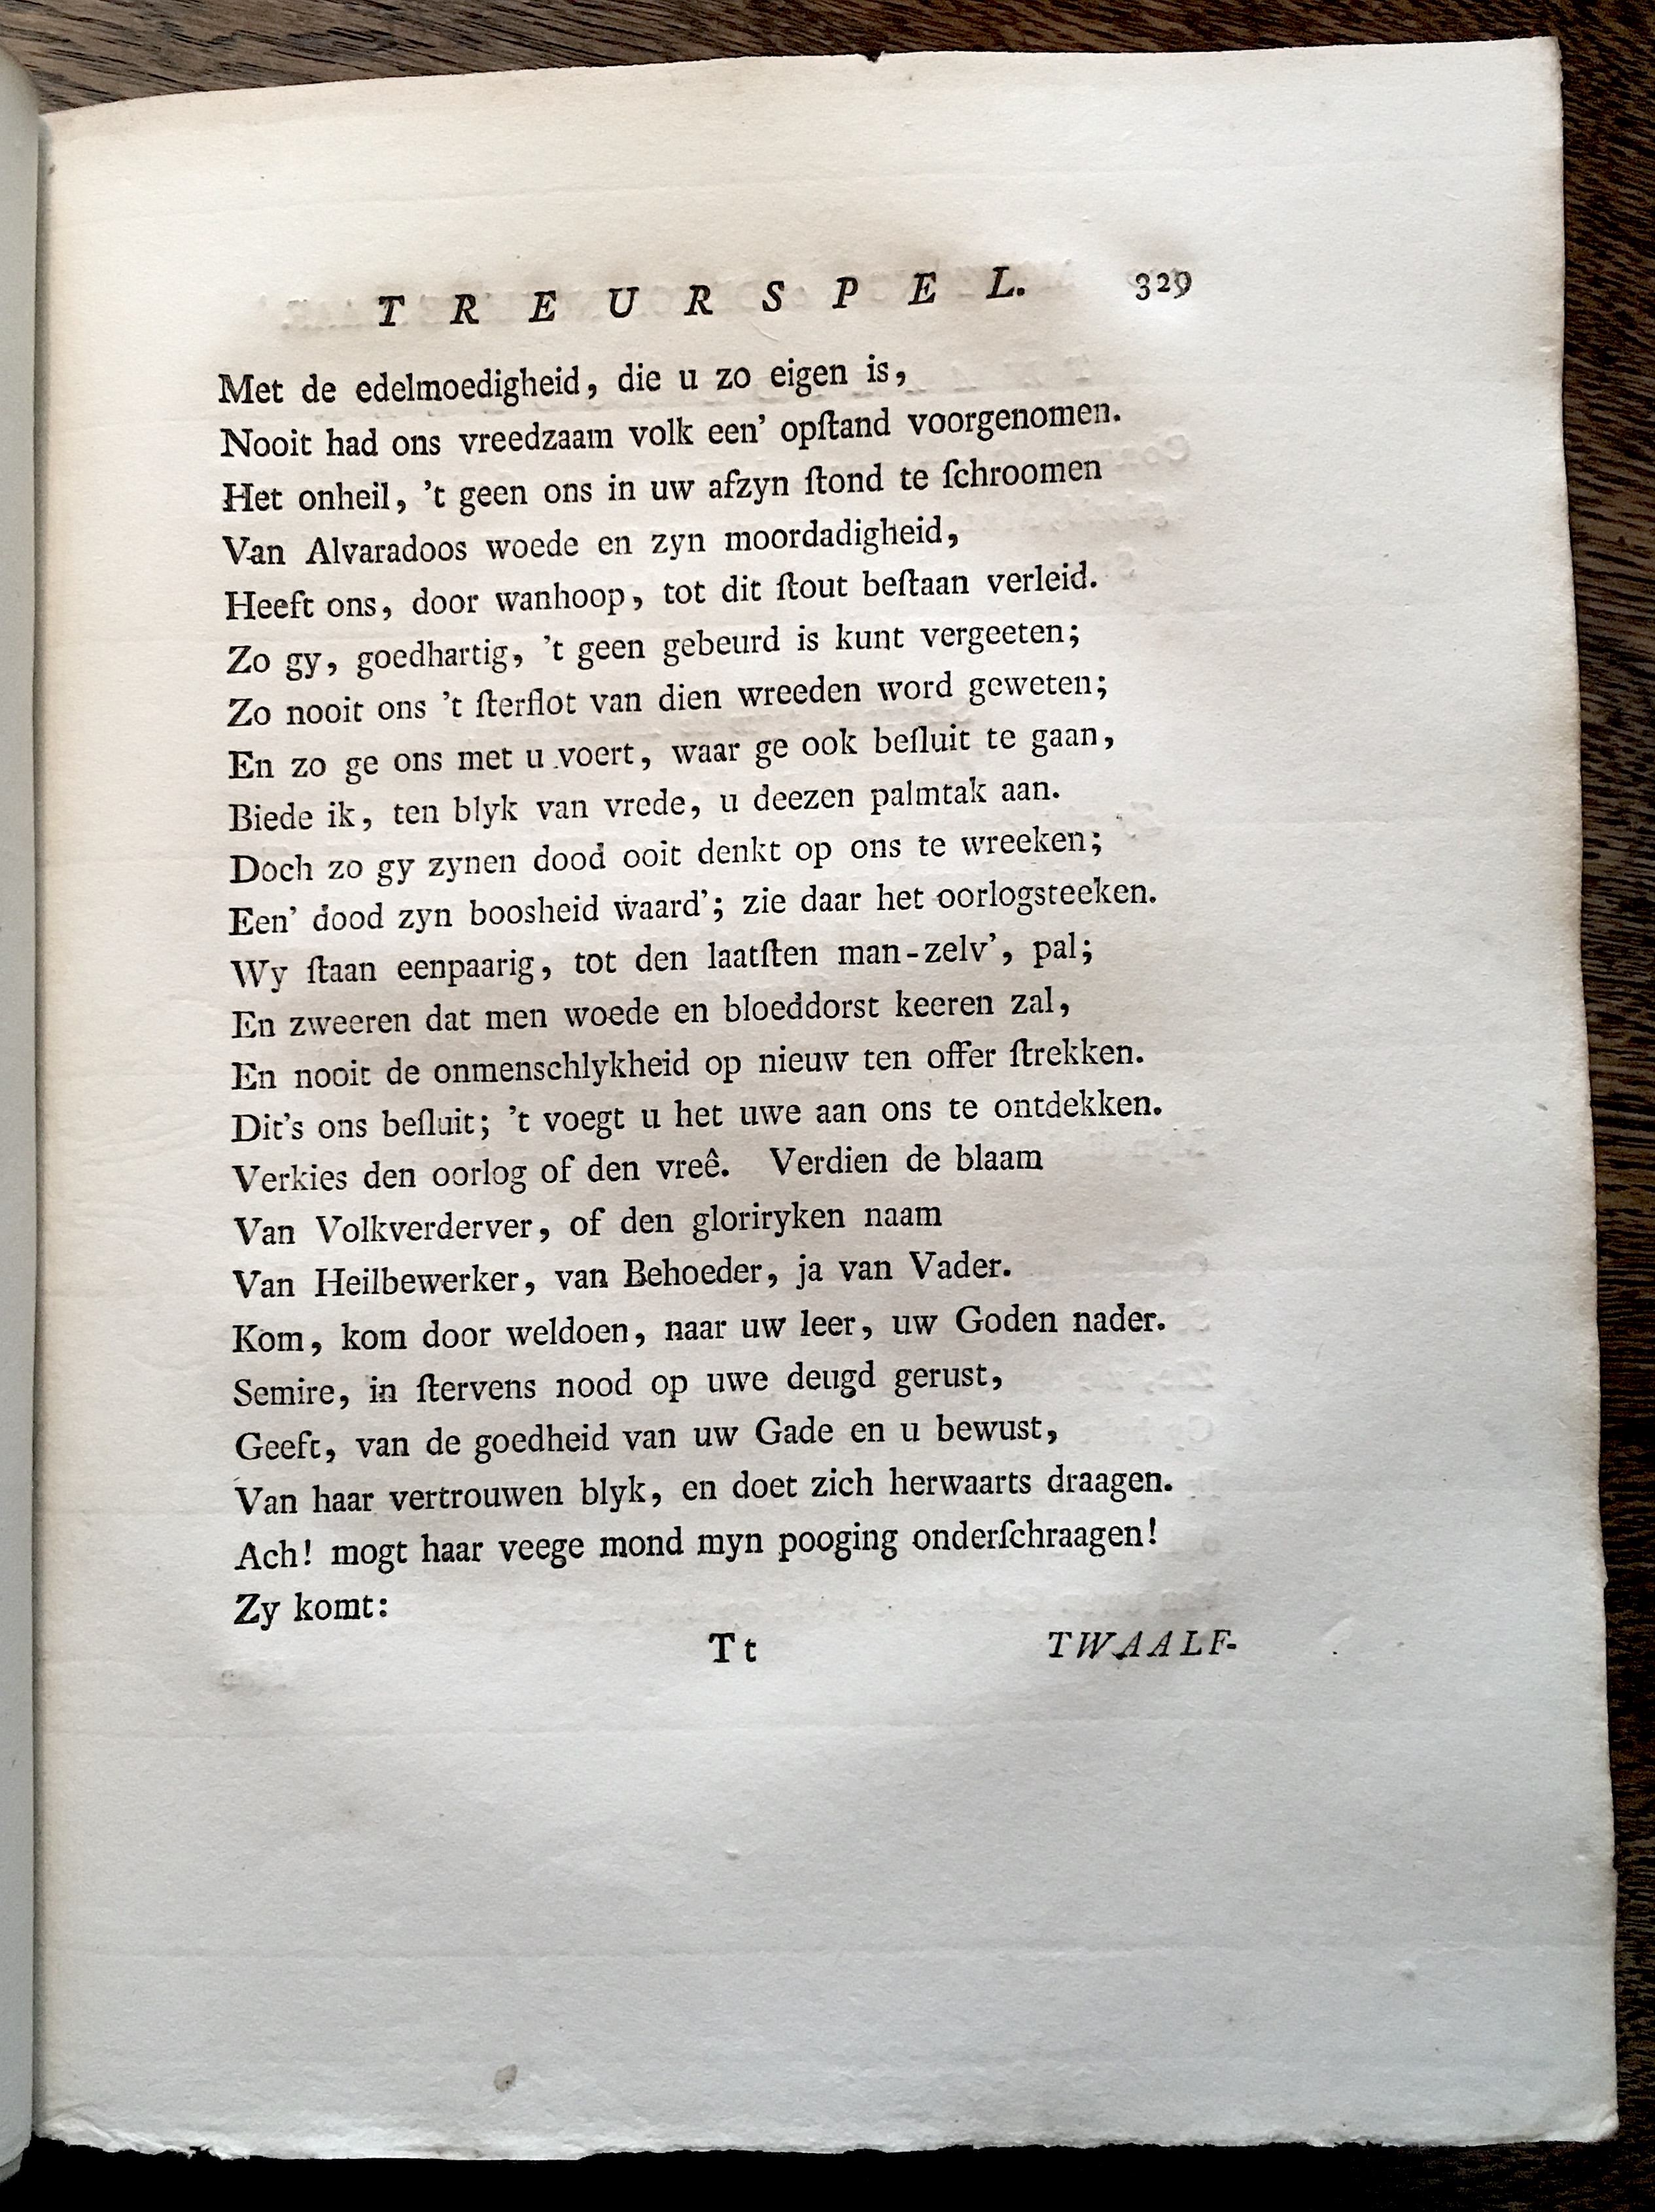 TREURSPEL. 329
Met de edelmoedigheid, die u zo eigen is,
Nooit had ons vreedzaam volk een' opſtand voorgenomen.
Het onheil, 't geen ons in uw afzyn ſtond te ſchroomen
Van Alvaradoos woede en zyn moordadigheid,
Heeft ons, door wanhoop, tot dit ſtout beſtaan verleid.
Zo gy, goedhartig, 't geen gebeurd is kunt vergeeten;
Zo nooit ons 't ſterflot van dien wreeden word geweten;
En zo ge ons met u voert, waar ge ook beſluit te gaan,
Biede ik, ten blyk van vrede, u deezen palmtak aan.
Doch zo gy zynen dood ooit denkt op ons te wreeken;
Een' dood zyn boosheid waard'; zie daar het oorlogsteeken.
Wy ſtaan eenpaarig, tot den laatſten man-zelv', pal;
En zweeren dat men woede en bloeddorst keeren zal,
En nooit de onmenschlykheid op nieuw ten offer ſtrekken.
Dit's ons beſluit; 't voegt u het uwe aan ons te ontdekken.
Verkies den oorlog of den vreê. Verdien de blaam
Van Volkverderver, of den gloriryken naam
Van Heilbewerker, van Behoeder, ja van Vader.
Kom, kom door weldoen, naar uw leer, uw Goden nader.
Semire, in ſtervens nood op uwe deugd gerust,
Geeft, van de goedheid van uw Gade en u bewust,
Van haar vertrouwen blyk, en doet zich herwaarts draagen.
Ach! mogt haar veege mond myn pooging onderſchraagen!
Zy komt:
Tt TWAALF-